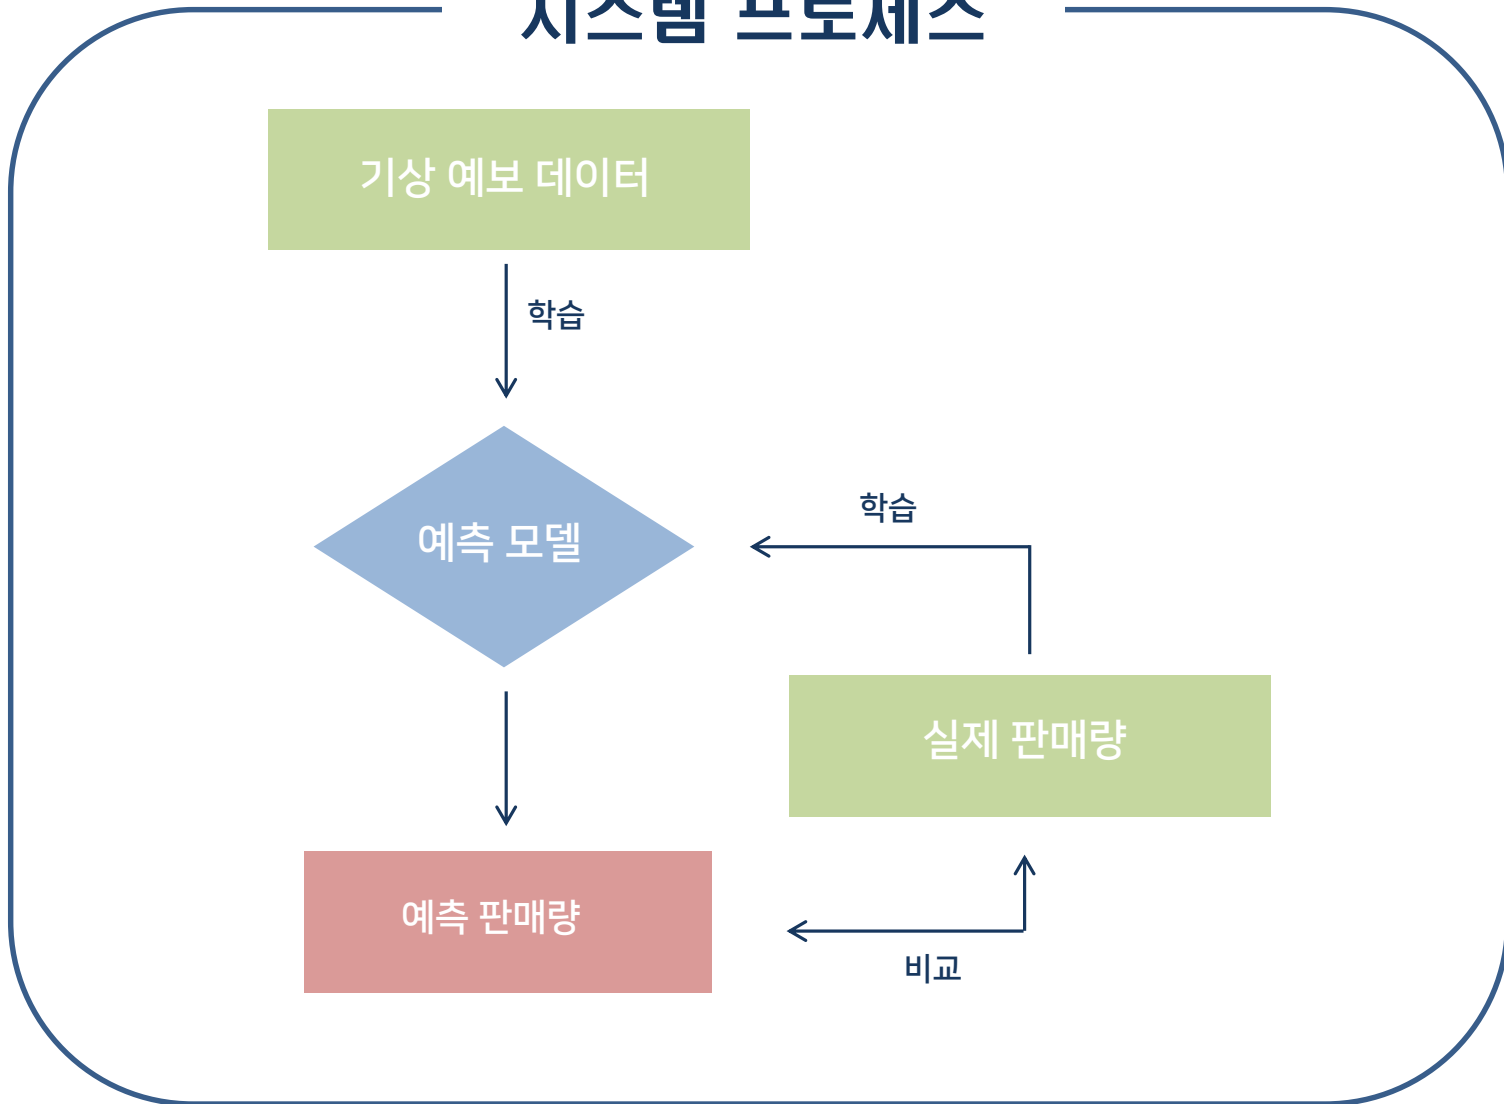 시스템 프로세스
기상 예보 데이터
학습
예측 모델
학습
실제 판매량
예측 판매량
비교